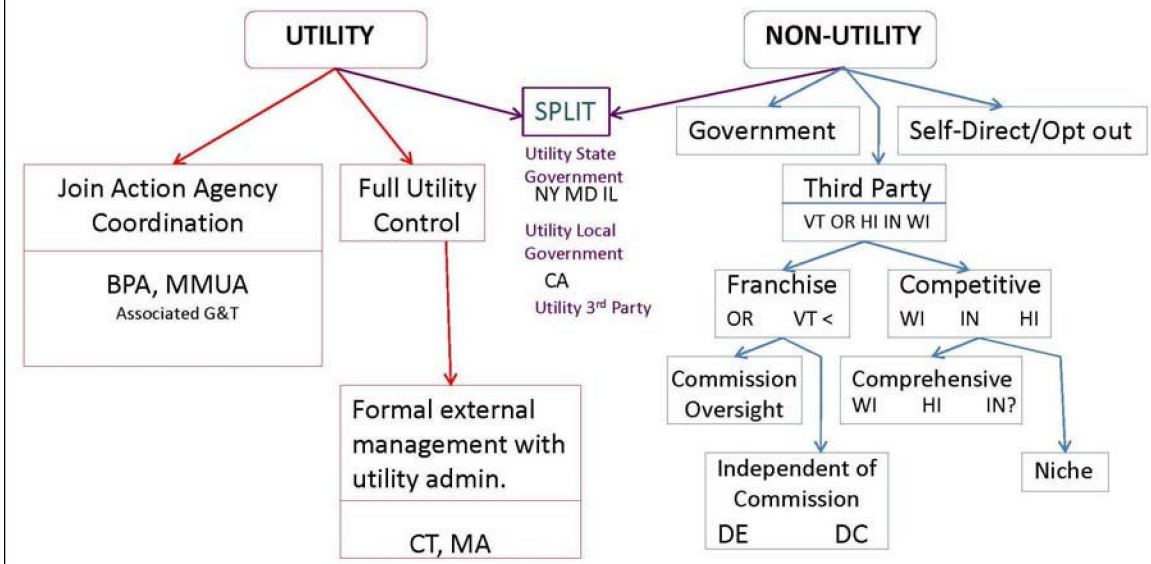 UTILITY
NON-UTILITY
SPLIT
Utility State
Government
NY MD IL
Utility Local
Government
CA
Utility 3rd Party
Join Action Agency
Coordination
BPA, MMUA
Associated G&T
Full Utility
Control
Formal external
management with
utility admin.
CT, MA
Government
Self-Direct/Opt out
Third Party
VT OR HI IN WI
Franchise
OR VT <
Competitive
WI IN HI
Commission
Oversight
Comprehensive
WI HI IN?
Independent of
Commission
DE DC
Niche